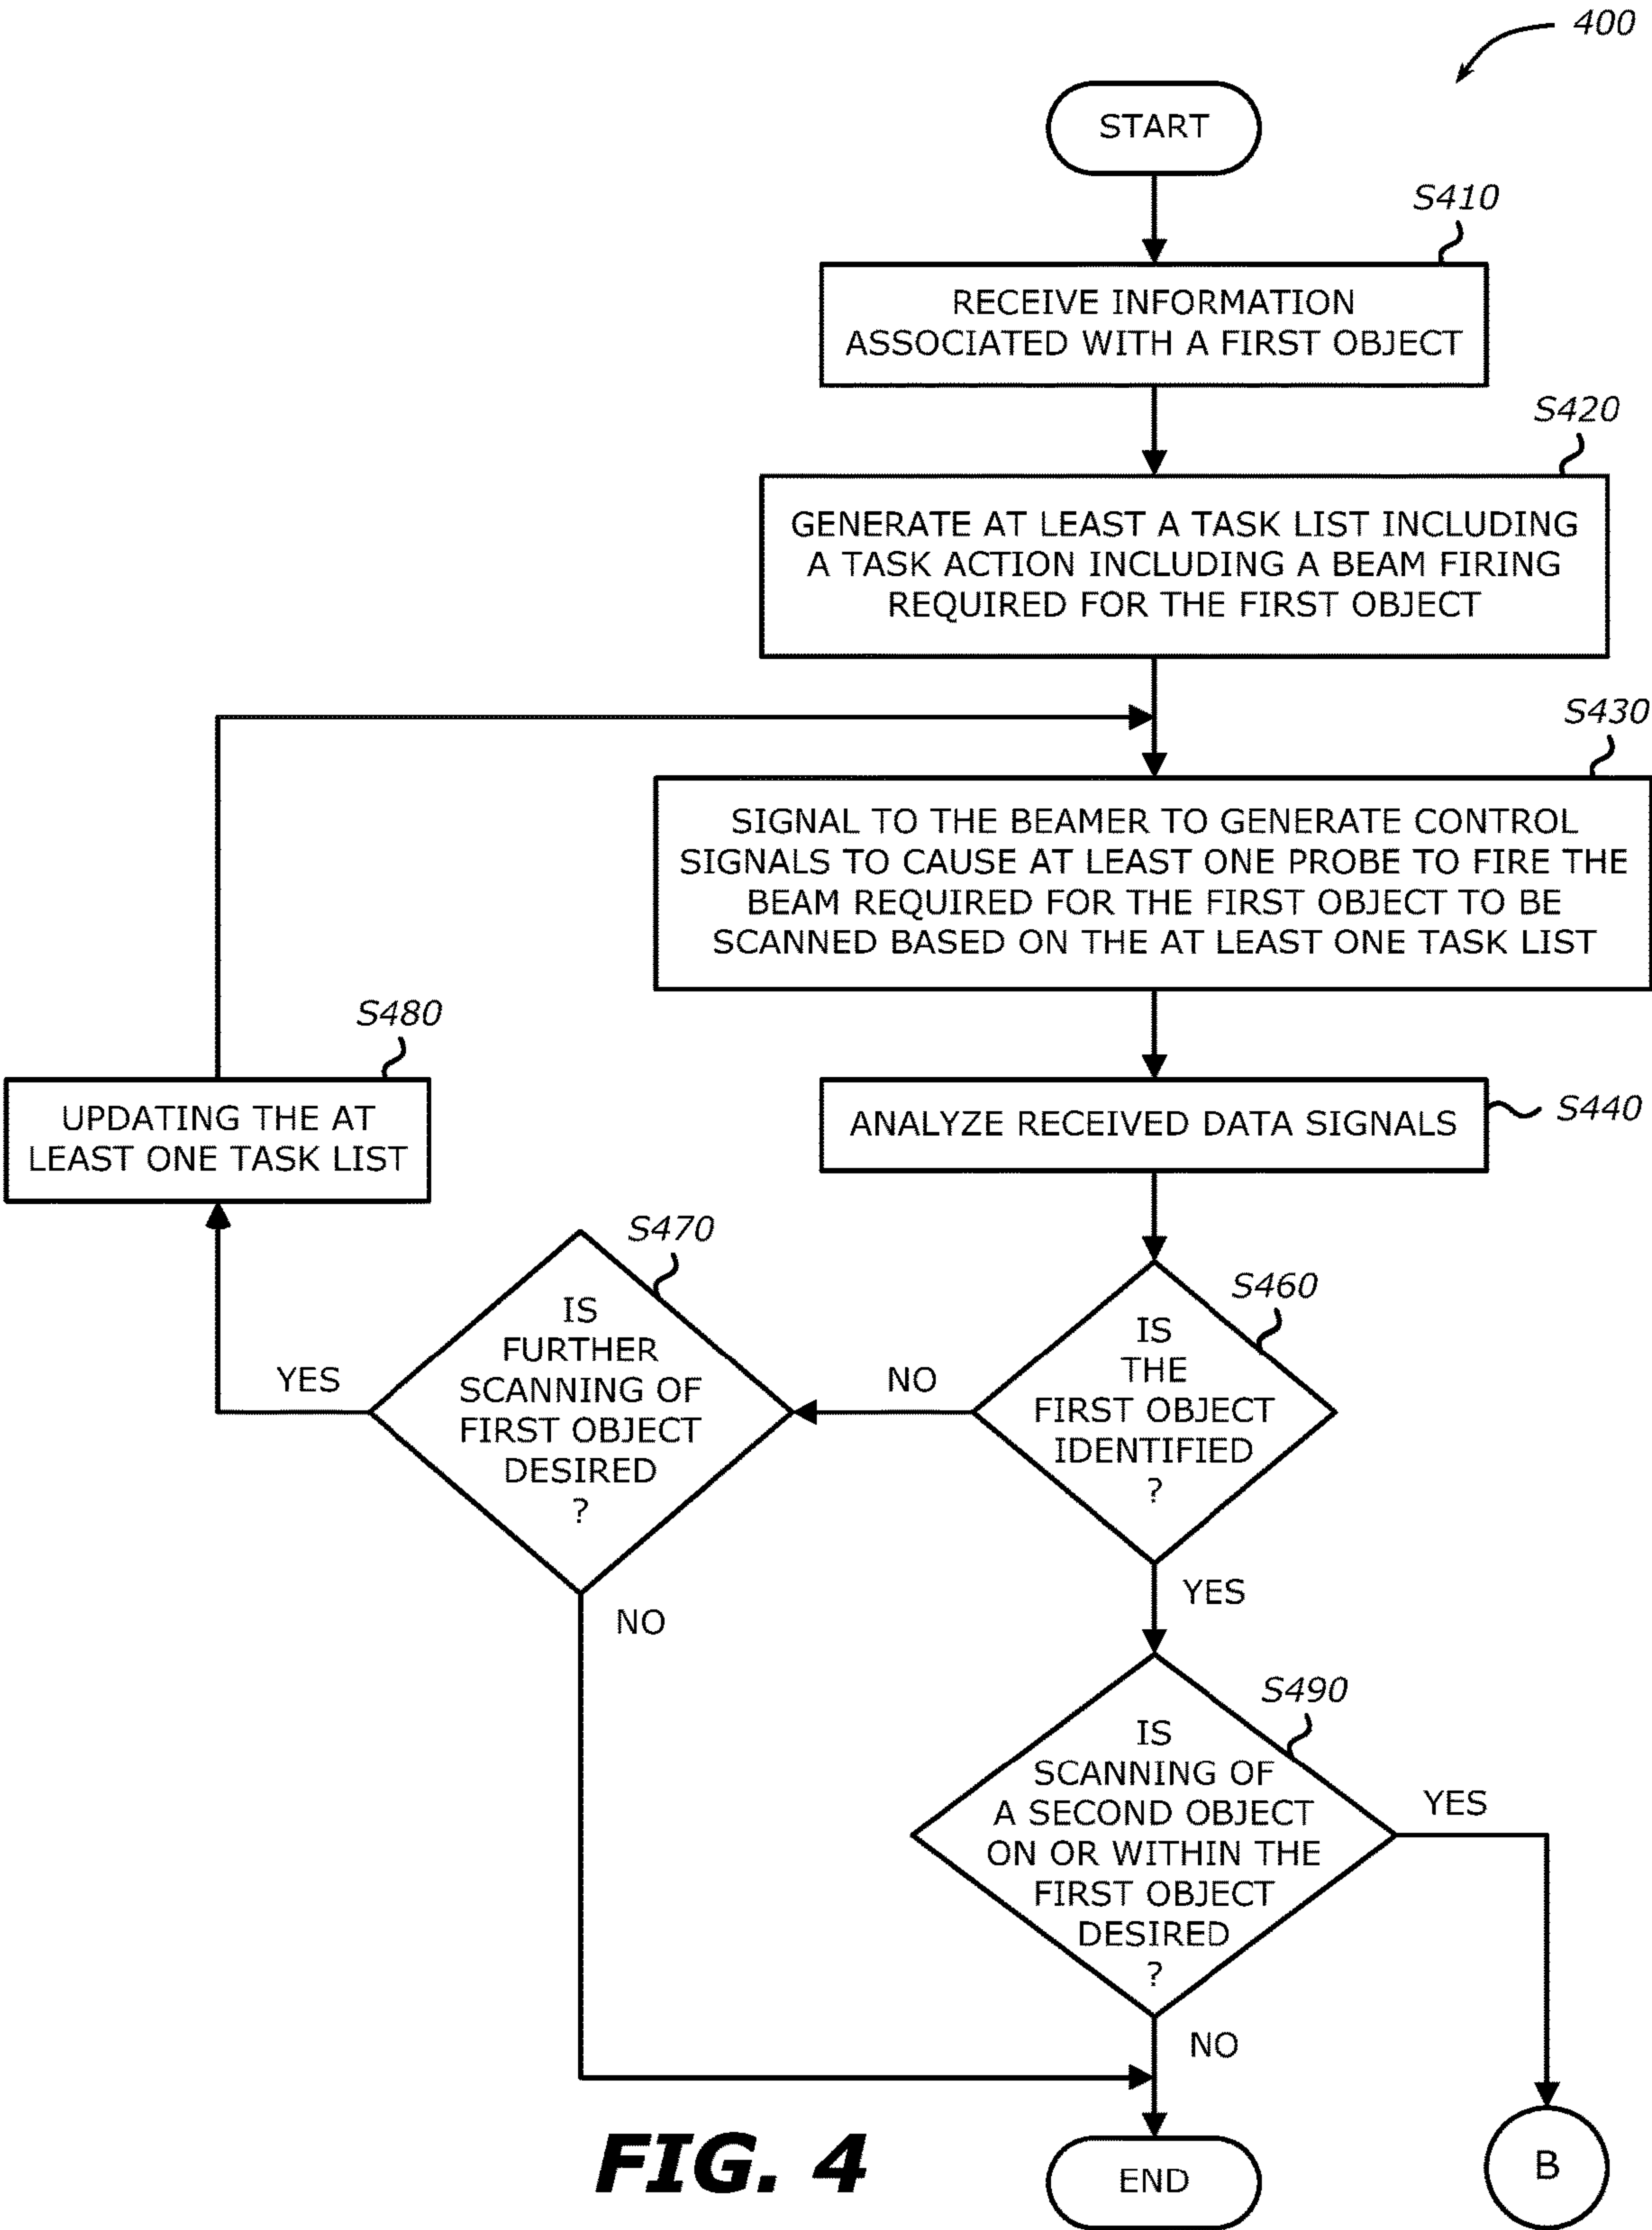 400
START
S410
RECEIVE INFORMATION
ASSOCIATED WITH A FIRST OBJECT
S420
GENERATE AT LEAST A TASK LIST INCLUDING
A TASK ACTION INCLUDING A BEAM FIRING
REQUIRED FOR THE FIRST OBJECT
S430
SIGNAL TO THE BEAMER TO GENERATE CONTROL
SIGNALS TO CAUSE AT LEAST ONE PROBE TO FIRE THE
BEAM REQUIRED FOR THE FIRST OBJECT TO BE
SCANNED BASED ON THE AT LEAST ONE TASK LIST
S480
UPDATING THE AT
LEAST ONE TASK LIST
ANALYZE RECEIVED DATA SIGNALS
S440
S470
IS
FURTHER
SCANNING OF
FIRST OBJECT
DESIRED
?
YES
NO
S460
IS
THE
FIRST OBJECT
IDENTIFIED
?
NO
YES
S490
IS
SCANNING OF
A SECOND OBJECT
ON OR WITHIN THE
FIRST OBJECT
DESIRED
?
YES
NO
END
B
FIG. 4